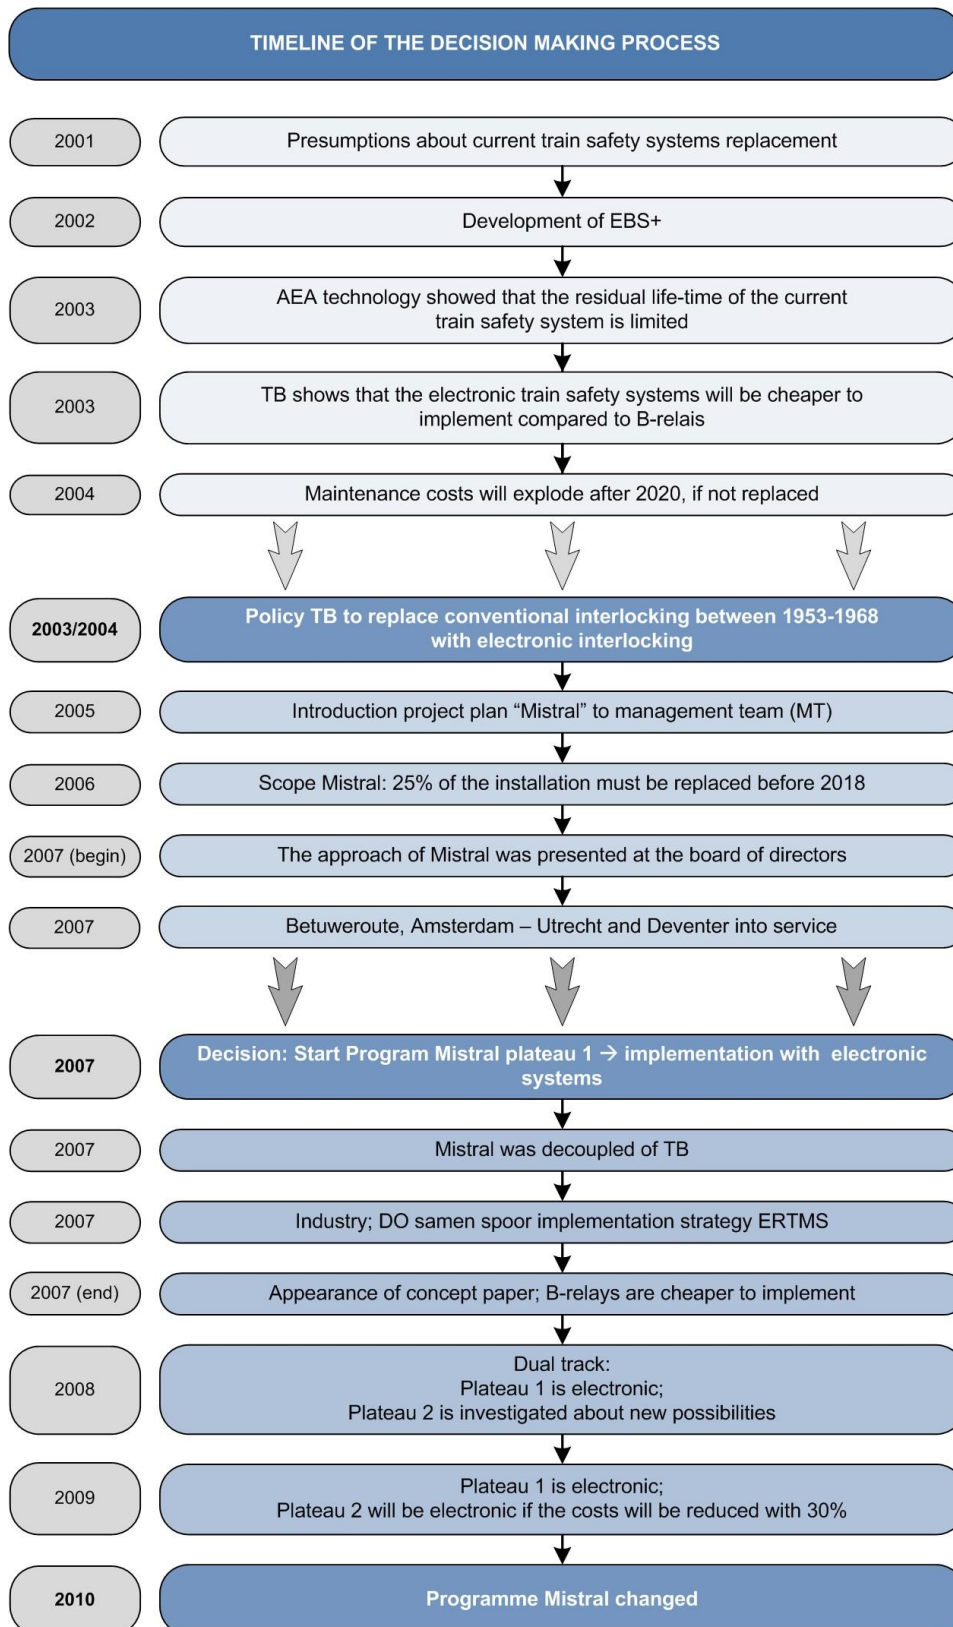 TIMELINE OF THE DECISION MAKING PROCESS
2001
Presumptions about current train safety systems replacement
2002
Development of EBS+
2003
AEA technology showed that the residual life-time of the current
train safety system is limited
2003
TB shows that the electronic train safety systems will be cheaper to
implement compared to B-relais
2004
Maintenance costs will explode after 2020, if not replaced
2003/2004
Policy TB to replace conventional interlocking between 1953-1968
with electronic interlocking
2005
Introduction project plan “Mistral” to management team (MT)
2006
Scope Mistral: 25% of the installation must be replaced before 2018
2007 (begin)
The approach of Mistral was presented at the board of directors
2007
Betuweroute, Amsterdam – Utrecht and Deventer into service
2007
Decision: Start Program Mistral plateau 1 → implementation with electronic
systems
2007
Mistral was decoupled of TB
2007
Industry; DO samen spoor implementation strategy ERTMS
2007 (end)
Appearance of concept paper; B-relays are cheaper to implement
2008
Dual track:
Plateau 1 is electronic;
Plateau 2 is investigated about new possibilities
2009
Plateau 1 is electronic;
Plateau 2 will be electronic if the costs will be reduced with 30%
2010
Programme Mistral changed